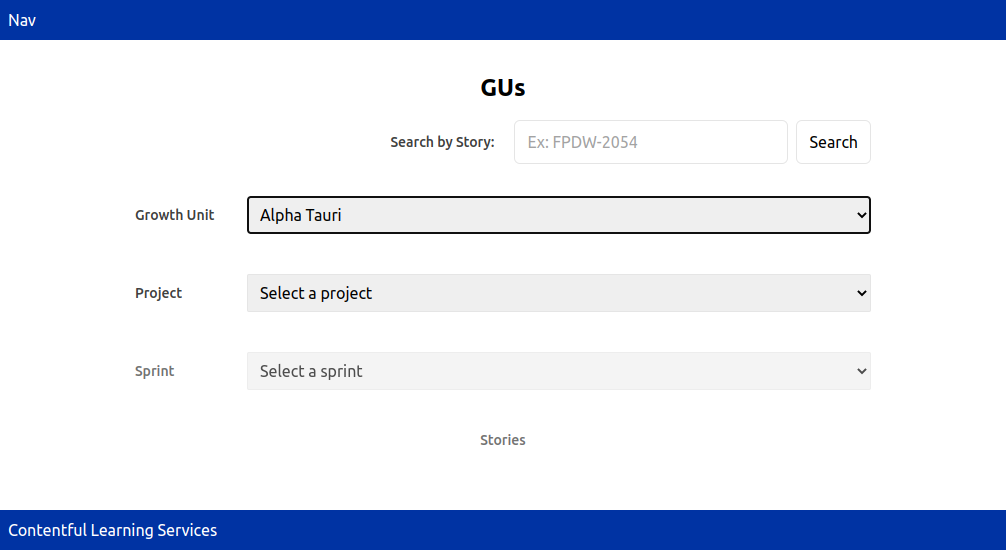 Nav
GUs
Search by Story:
Ex: FPDW-2054
Search
Growth Unit
Alpha Tauri
Project
Select a project
Sprint
Select a sprint
Stories
Contentful Learning Services